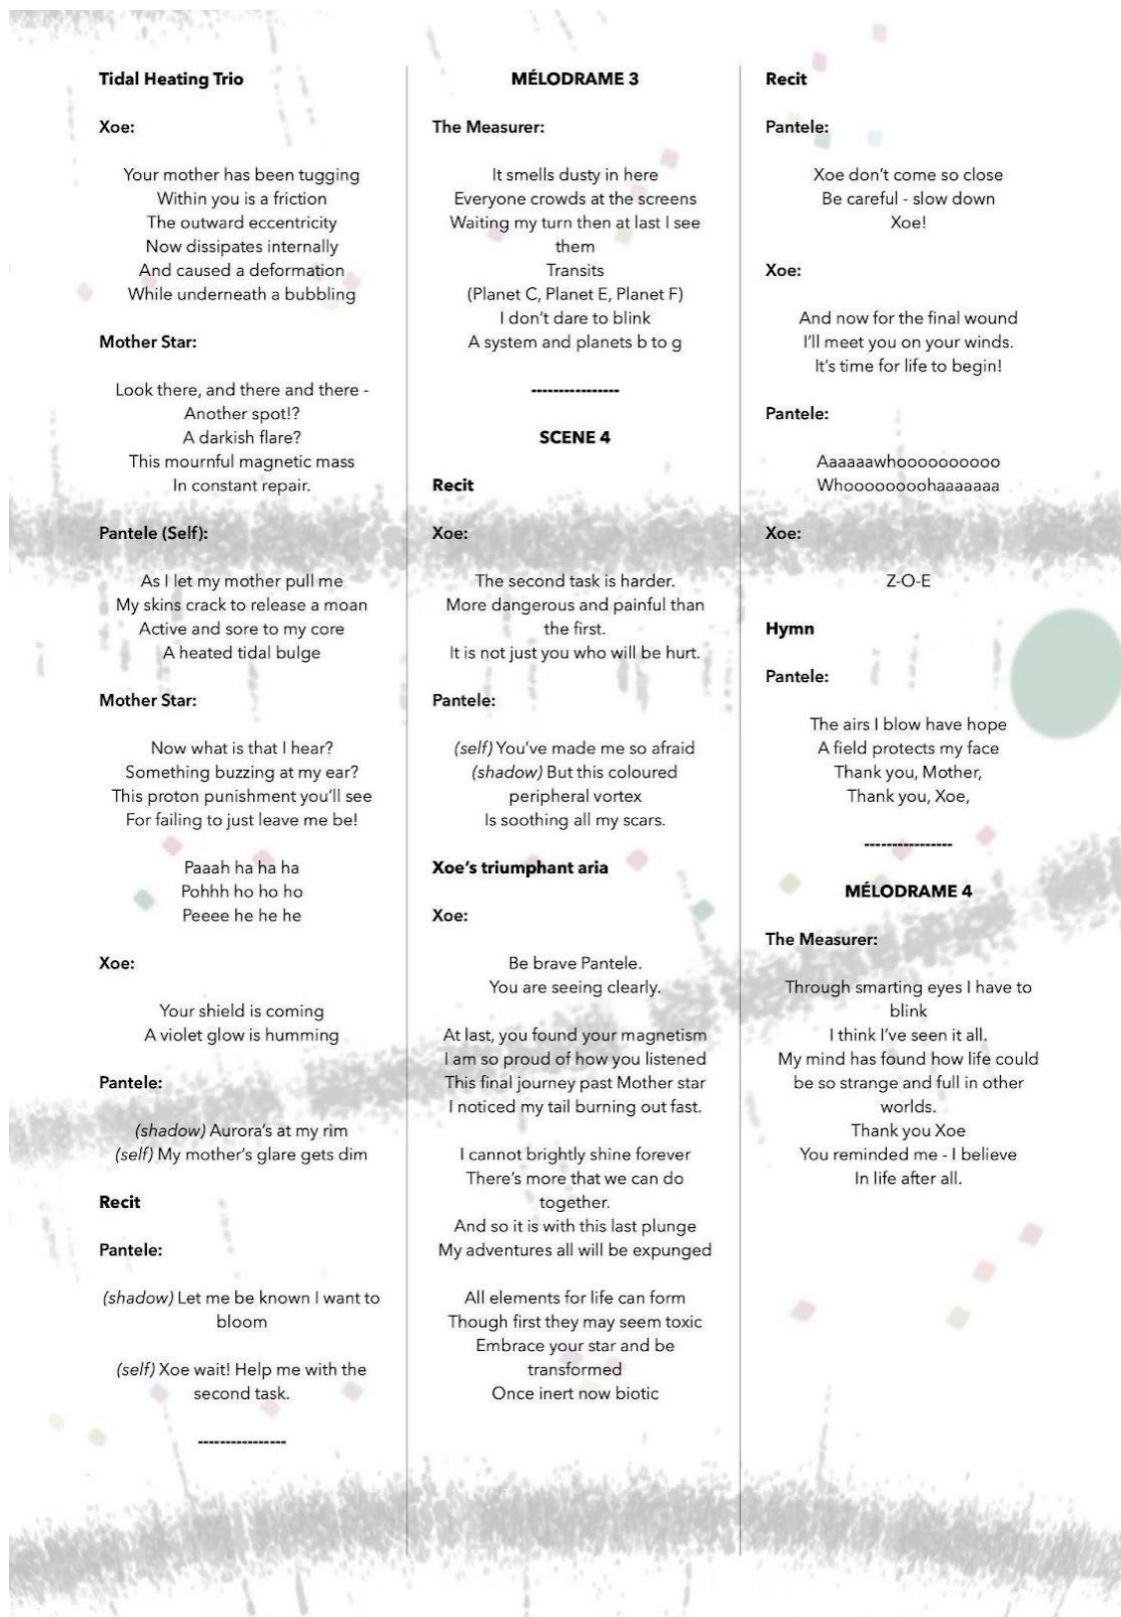 Tidal Heating Trio
Xoe:
Your mother has been tugging
Within you is a friction
The outward eccentricity
Now dissipates internally
And caused a deformation
While underneath a bubbling
Mother Star:
Look there, and there and there -
Another spot!?
A darkish flare?
This mournful magnetic mass
In constant repair.
Pantele (Self):
As I let my mother pull me
My skins crack to release a moan
Active and sore to my core
A heated tidal bulge
Mother Star:
Now what is that I hear?
Something buzzing at my ear?
This proton punishment you'll see
For failing to just leave me be!
Paaah ha ha ha
Pohhh ho ho ho
Peeee he he he
Xoe:
Your shield is coming
A violet glow is humming
Pantele:
(shadow) Aurora's at my rim
(self) My mother's glare gets dim
Recit
Pantele:
(shadow) Let me be known I want to
bloom
(self) Xoe wait! Help me with the
second task.
----------------
MÉLODRAME 3
The Measurer:
It smells dusty in here
Everyone crowds at the screens
Waiting my turn then at last I see
them
Transits
(Planet C, Planet E, Planet F)
I don't dare to blink
A system and planets b to g
----------------
SCENE 4
Recit
Xoe:
The second task is harder.
More dangerous and painful than
the first.
It is not just you who will be hurt.
Pantele:
(self) You've made me so afraid
(shadow) But this coloured
peripheral vortex
Is soothing all my scars.
Xoe's triumphant aria
Xoe:
Be brave Pantele.
You are seeing clearly.
At last, you found your magnetism
I am so proud of how you listened
This final journey past Mother star
I noticed my tail burning out fast.
I cannot brightly shine forever
There's more that we can do
together.
And so it is with this last plunge
My adventures all will be expunged
All elements for life can form
Though first they may seem toxic
Embrace your star and be
transformed
Once inert now biotic
Recit
Pantele:
Xoe don't come so close
Be careful - slow down
Xoe!
Xoe:
And now for the final wound
I'll meet you on your winds.
It's time for life to begin!
Pantele:
Aaaaaawhoooooooooo
Whooooooooohaaaaaaa
Xoe:
Z-O-E
Hymn
Pantele:
The airs I blow have hope
A field protects my face
Thank you, Mother,
Thank you, Xoe,
----------------
MÉLODRAME 4
The Measurer:
Through smarting eyes I have to
blink
I think I've seen it all.
My mind has found how life could
be so strange and full in other
worlds.
Thank you Xoe
You reminded me - I believe
In life after all.